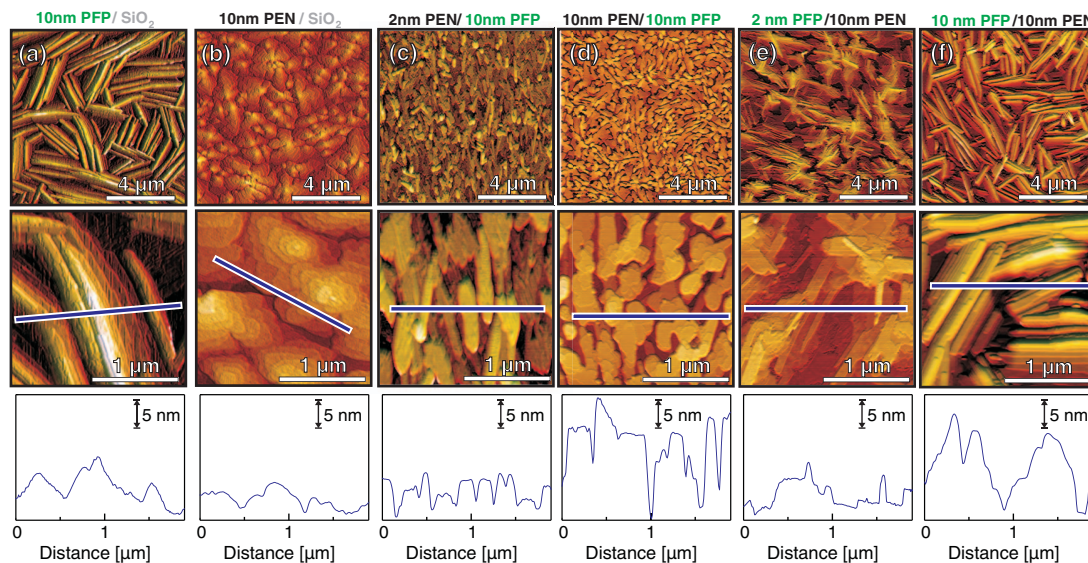 10nm PFP/SiO2 10nm PEN/SiO2 2nm PEN/10nm PFP 10nm PEN/10nm PFP 2 nm PFP/10nm PEN 10 nm PFP/10nm PEN
(a) (b) (c) (d) (e) (f)
4 µm 4 µm 4 µm 4 µm 4 µm 4 µm
1 µm 1 µm 1 µm 1 µm 1 µm 1 µm
5 nm 5 nm 5 nm 5 nm 5 nm 5 nm
0 1 0 1 0 1 0 1 0 1 0 1
Distance [µm] Distance [µm] Distance [µm] Distance [µm] Distance [µm] Distance [µm]